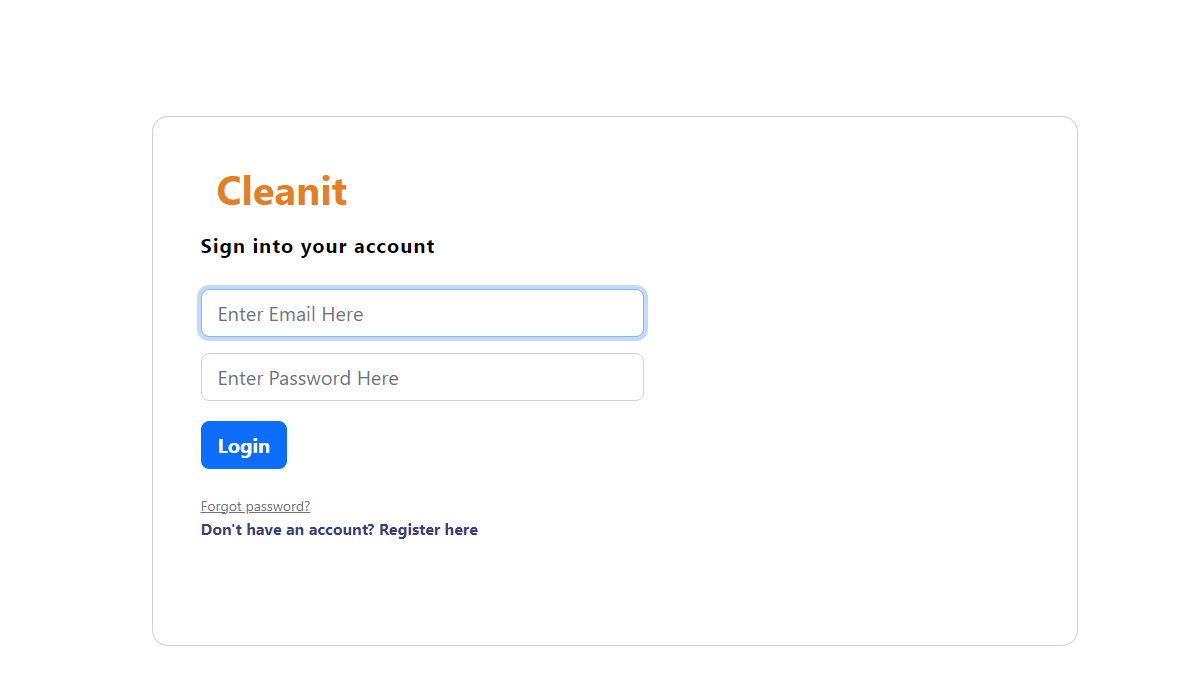 Cleanit
Sign into your account
Enter Email Here
Enter Password Here
Login
Forgot password?
Don't have an account? Register here